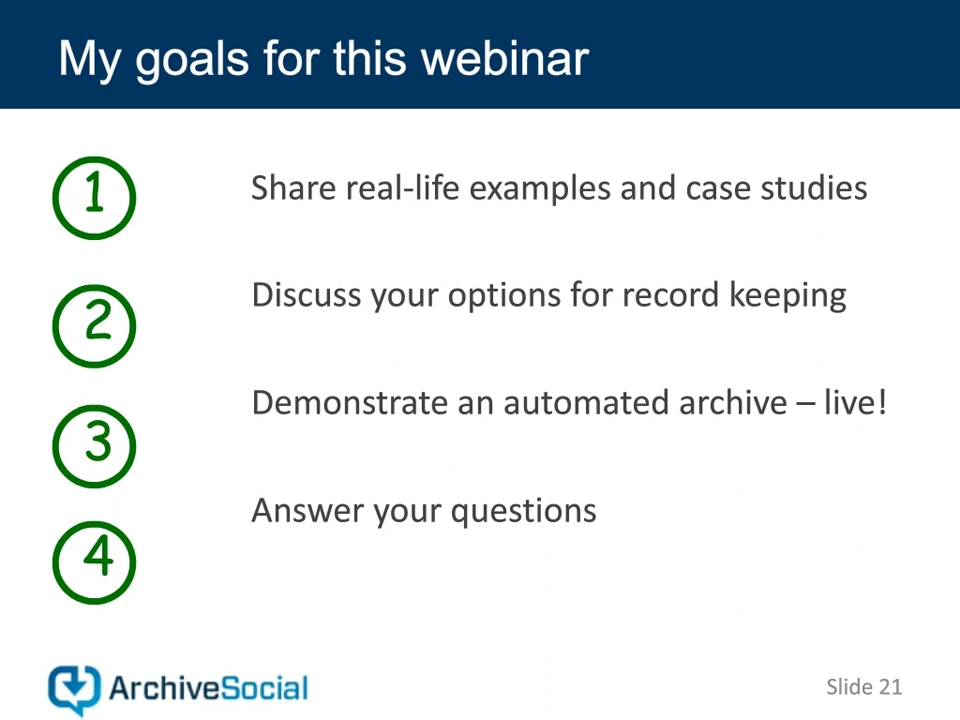 My goals for this webinar
1 Share real-life examples and case studies
2 Discuss your options for record keeping
3 Demonstrate an automated archive – live!
4 Answer your questions
ArchiveSocial
Slide 21